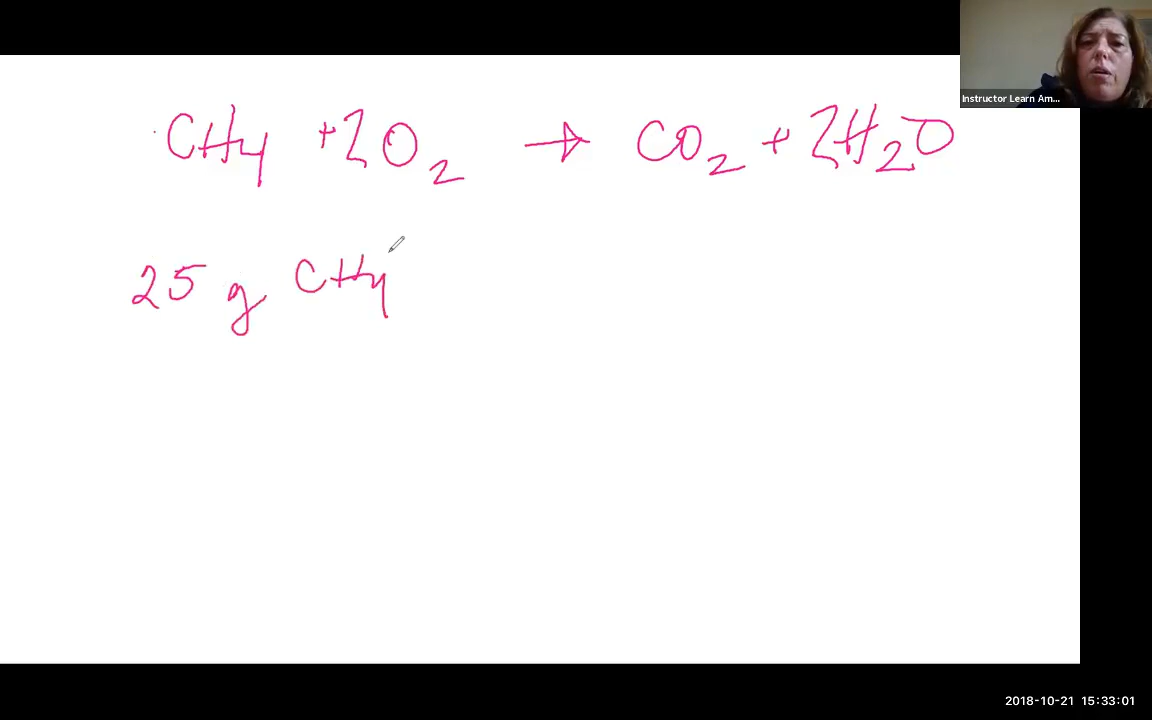 Instructor Learn Am...
CH4 + 2O2 → CO2 + 2H2O
25 g CH4
2018-10-21 15:33:01